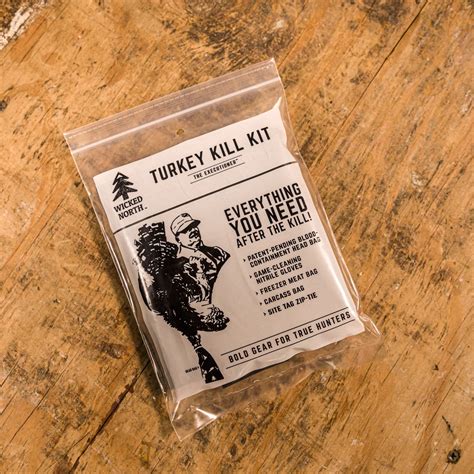 TURKEY KILL KIT
"THE EXECUTIONER"
WICKED
NORTH
EVERYTHING
YOU NEED
AFTER THE KILL!
PATENT-PENDING BLOOD-
CONTAINMENT HEAD BAG
GAME-CLEANING
NITRILE GLOVES
FREEZER MEAT BAG
CARCASS BAG
SITE TAG ZIP-TIE
BOLD GEAR FOR TRUE HUNTERS